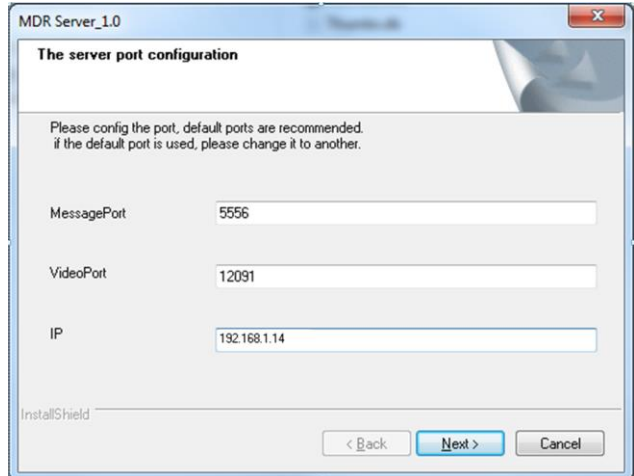 MDR Server_1.0
The server port configuration
Please config the port, default ports are recommended.
if the default port is used, please change it to another.
MessagePort 5556
VideoPort 12091
IP 192.168.1.14
InstallShield
< Back Next > Cancel